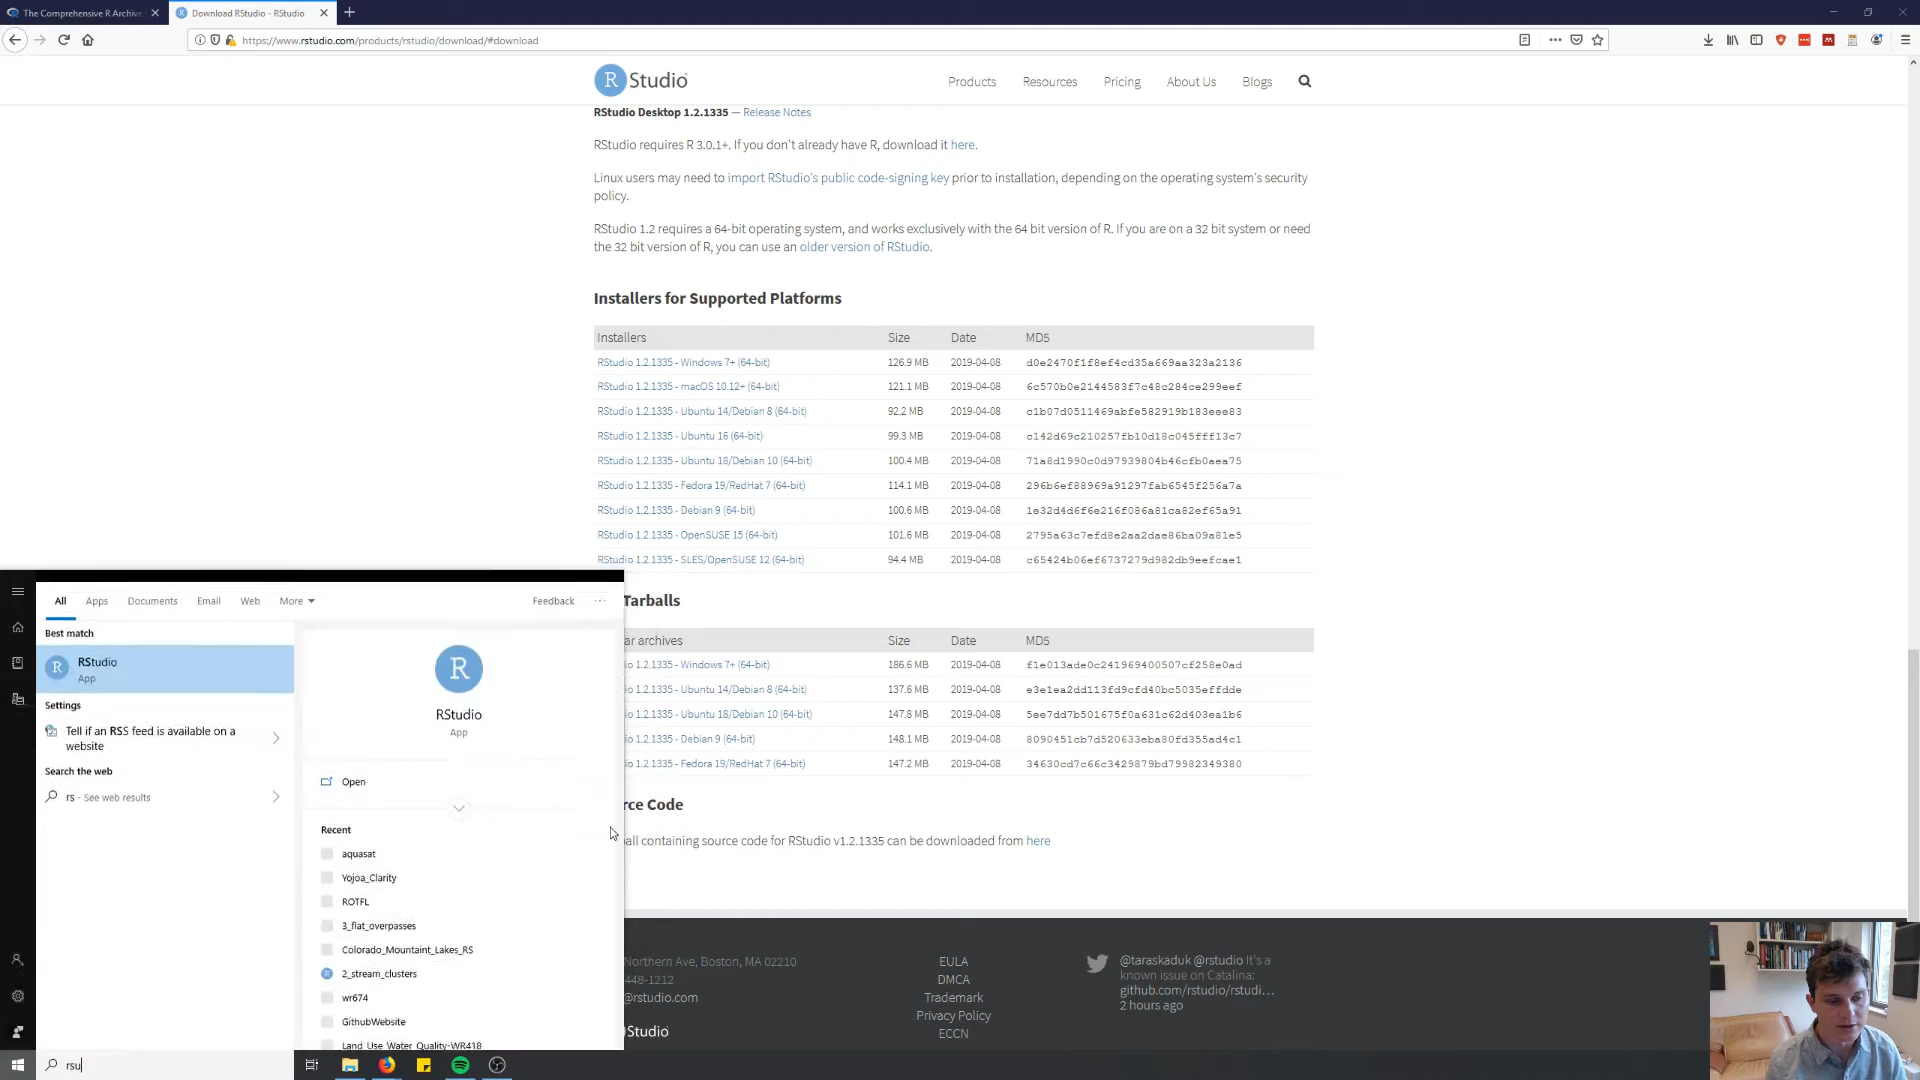 The Comprehensive R Archive
Download RStudio - RStudio
https://www.rstudio.com/products/rstudio/download/#download
R Studio
Products
Resources
Pricing
About Us
Blogs
RStudio Desktop 1.2.1335 — Release Notes
RStudio requires R 3.0.1+. If you don't already have R, download it here.
Linux users may need to import RStudio's public code-signing key prior to installation, depending on the operating system's security
policy.
RStudio 1.2 requires a 64-bit operating system, and works exclusively with the 64 bit version of R. If you are on a 32 bit system or need
the 32 bit version of R, you can use an older version of RStudio.
Installers for Supported Platforms
Installers Size Date MD5
RStudio 1.2.1335 - Windows 7+ (64-bit) 126.9 MB 2019-04-08 d0e2470f1f8ef4cd35a669aa323a2136
RStudio 1.2.1335 - macOS 10.12+ (64-bit) 121.1 MB 2019-04-08 6c570b0e2144583f7c48c284ce299eef
RStudio 1.2.1335 - Ubuntu 14/Debian 8 (64-bit) 92.2 MB 2019-04-08 c1b07d0511469abfe582919b183eee83
RStudio 1.2.1335 - Ubuntu 16 (64-bit) 99.3 MB 2019-04-08 c142d69c210257fb10d18c045fff13c7
RStudio 1.2.1335 - Ubuntu 18/Debian 10 (64-bit) 100.4 MB 2019-04-08 71a8d1990c0d97939804b46cfb0aea75
RStudio 1.2.1335 - Fedora 19/RedHat 7 (64-bit) 114.1 MB 2019-04-08 296b6ef88969a91297fab6545f256a7a
RStudio 1.2.1335 - Debian 9 (64-bit) 100.6 MB 2019-04-08 1e32d4d6f6e216f086a81ca82ef65a91
RStudio 1.2.1335 - OpenSUSE 15 (64-bit) 101.6 MB 2019-04-08 2795a63c7efd8e2aa2dae86ba09a81e5
RStudio 1.2.1335 - SLES/OpenSUSE 12 (64-bit) 94.4 MB 2019-04-08 c65424b06ef6737279d982db9eefcae1
Tarballs
ar archives Size Date MD5
io 1.2.1335 - Windows 7+ (64-bit) 186.6 MB 2019-04-08 f1e013ade0c241969400507cf258e0ad
io 1.2.1335 - Ubuntu 14/Debian 8 (64-bit) 137.6 MB 2019-04-08 e3e1ea2dd113fd9cfd40bc5035effdde
io 1.2.1335 - Ubuntu 18/Debian 10 (64-bit) 147.8 MB 2019-04-08 5ee7dd7b501675f0a631c62d403ea1b6
io 1.2.1335 - Debian 9 (64-bit) 148.1 MB 2019-04-08 8090451cb7d520633eba80fd355ad4c1
io 1.2.1335 - Fedora 19/RedHat 7 (64-bit) 147.2 MB 2019-04-08 34630cd7c66c3429879bd79982349380
rce Code
all containing source code for RStudio v1.2.1335 can be downloaded from here
Northern Ave, Boston, MA 02210
448-1212
@rstudio.com
Studio
EULA
DMCA
Trademark
Privacy Policy
ECCN
@taraskaduk @rstudio It's a
known issue on Catalina:
github.com/rstudio/rstudi...
2 hours ago
All
Apps
Documents
Email
Web
More
Feedback
Best match
R
RStudio
App
Settings
Tell if an RSS feed is available on a
website
Search the web
rs - See web results
R
RStudio
App
Open
Recent
aquasat
Yojoa_Clarity
ROTFL
3_flat_overpasses
Colorado_Mountaint_Lakes_RS
2_stream_clusters
wr674
GithubWebsite
Land_Use_Water_Quality-WR418
rsu